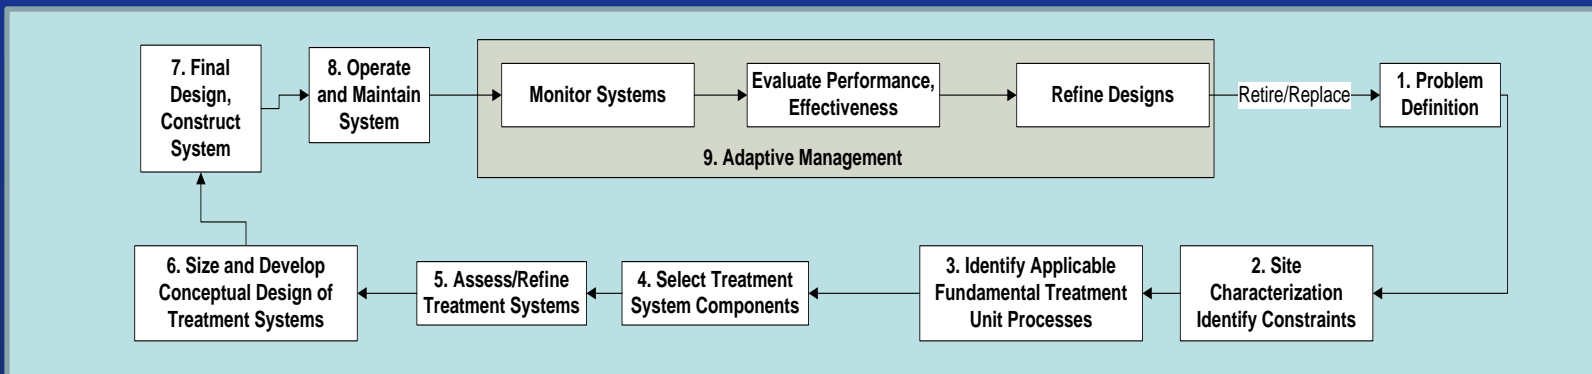 7. Final
Design,
Construct
System
8. Operate
and Maintain
System
Monitor Systems
Evaluate Performance,
Effectiveness
Refine Designs
9. Adaptive Management
Retire/Replace
1. Problem
Definition
2. Site
Characterization
Identify Constraints
3. Identify Applicable
Fundamental Treatment
Unit Processes
4. Select Treatment
System Components
5. Assess/Refine
Treatment Systems
6. Size and Develop
Conceptual Design of
Treatment Systems